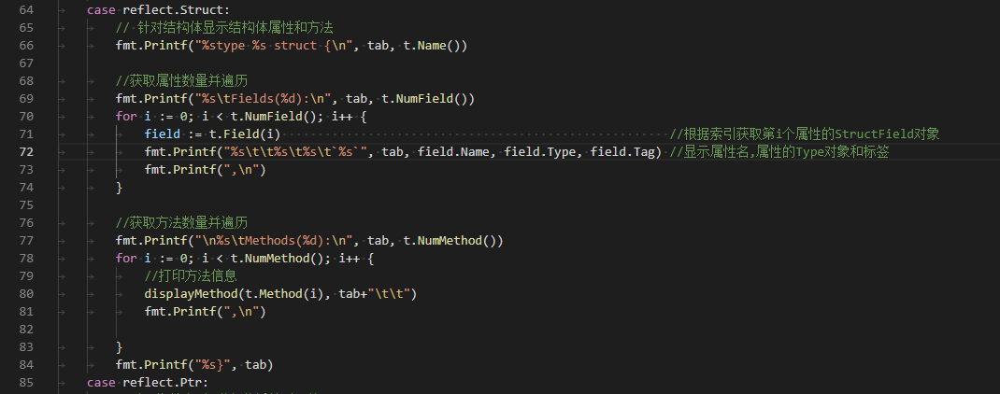 64 case reflect.Struct:
65 // 针对结构体显示结构体属性和方法
66 fmt.Printf("%stype %s struct {\n", tab, t.Name())
67
68 //获取属性数量并遍历
69 fmt.Printf("%s\tFields(%d):\n", tab, t.NumField())
70 for i := 0; i < t.NumField(); i++ {
71 field := t.Field(i) //根据索引获取第i个属性的StructField对象
72 fmt.Printf("%s\t\t%s\t%s\t`%s`", tab, field.Name, field.Type, field.Tag) //显示属性名,属性的Type对象和标签
73 fmt.Printf(",\n")
74 }
75
76 //获取方法数量并遍历
77 fmt.Printf("\n%s\tMethods(%d):\n", tab, t.NumMethod())
78 for i := 0; i < t.NumMethod(); i++ {
79 //打印方法信息
80 displayMethod(t.Method(i), tab+"\t\t")
81 fmt.Printf(",\n")
82
83 }
84 fmt.Printf("%s}", tab)
85 case reflect.Ptr: